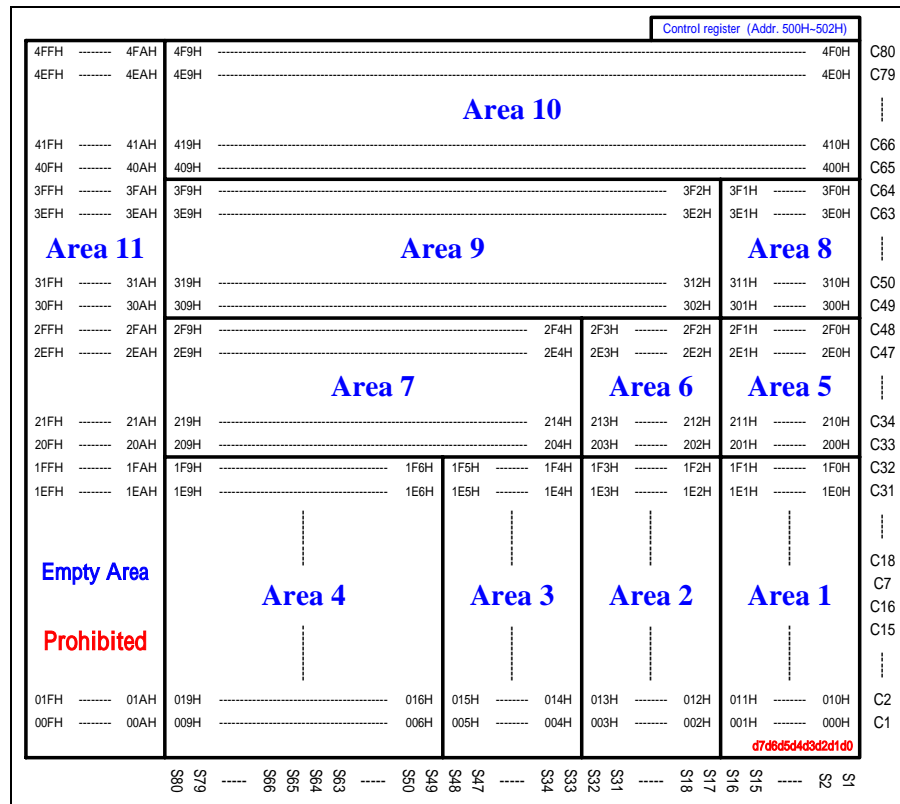 Control register (Addr. 500H~502H)
4FFH -------- 4FAH 4F9H -------- 4F0H C80
4EFH -------- 4EAH 4E9H -------- 4E0H C79
Area 10
41FH -------- 41AH 419H -------- 410H C66
40FH -------- 40AH 409H -------- 400H C65
3FFH -------- 3FAH 3F9H -------- 3F2H 3F1H -------- 3F0H C64
3EFH -------- 3EAH 3E9H -------- 3E2H 3E1H -------- 3E0H C63
Area 11 Area 9 Area 8
31FH -------- 31AH 319H -------- 312H 311H -------- 310H C50
30FH -------- 30AH 309H -------- 302H 301H -------- 300H C49
2FFH -------- 2FAH 2F9H -------- 2F4H 2F3H -------- 2F2H 2F1H -------- 2F0H C48
2EFH -------- 2EAH 2E9H -------- 2E4H 2E3H -------- 2E2H 2E1H -------- 2E0H C47
Area 7 Area 6 Area 5
21FH -------- 21AH 219H -------- 214H 213H -------- 212H 211H -------- 210H C34
20FH -------- 20AH 209H -------- 204H 203H -------- 202H 201H -------- 200H C33
1FFH -------- 1FAH 1F9H -------- 1F6H 1F5H -------- 1F4H 1F3H -------- 1F2H 1F1H -------- 1F0H C32
1EFH -------- 1EAH 1E9H -------- 1E6H 1E5H -------- 1E4H 1E3H -------- 1E2H 1E1H -------- 1E0H C31
C18
Empty Area C7
Area 4 Area 3 Area 2 Area 1 C16
Prohibited C15
01FH -------- 01AH 019H -------- 016H 015H -------- 014H 013H -------- 012H 011H -------- 010H C2
00FH -------- 00AH 009H -------- 006H 005H -------- 004H 003H -------- 002H 001H -------- 000H C1
d7d6d5d4d3d2d1d0
S80 S79 ----- S66 S65 S64 S63 ----- S50 S49 S48 S47 ----- S34 S33 S32 S31 ----- S18 S17 S16 S15 ----- S2 S1